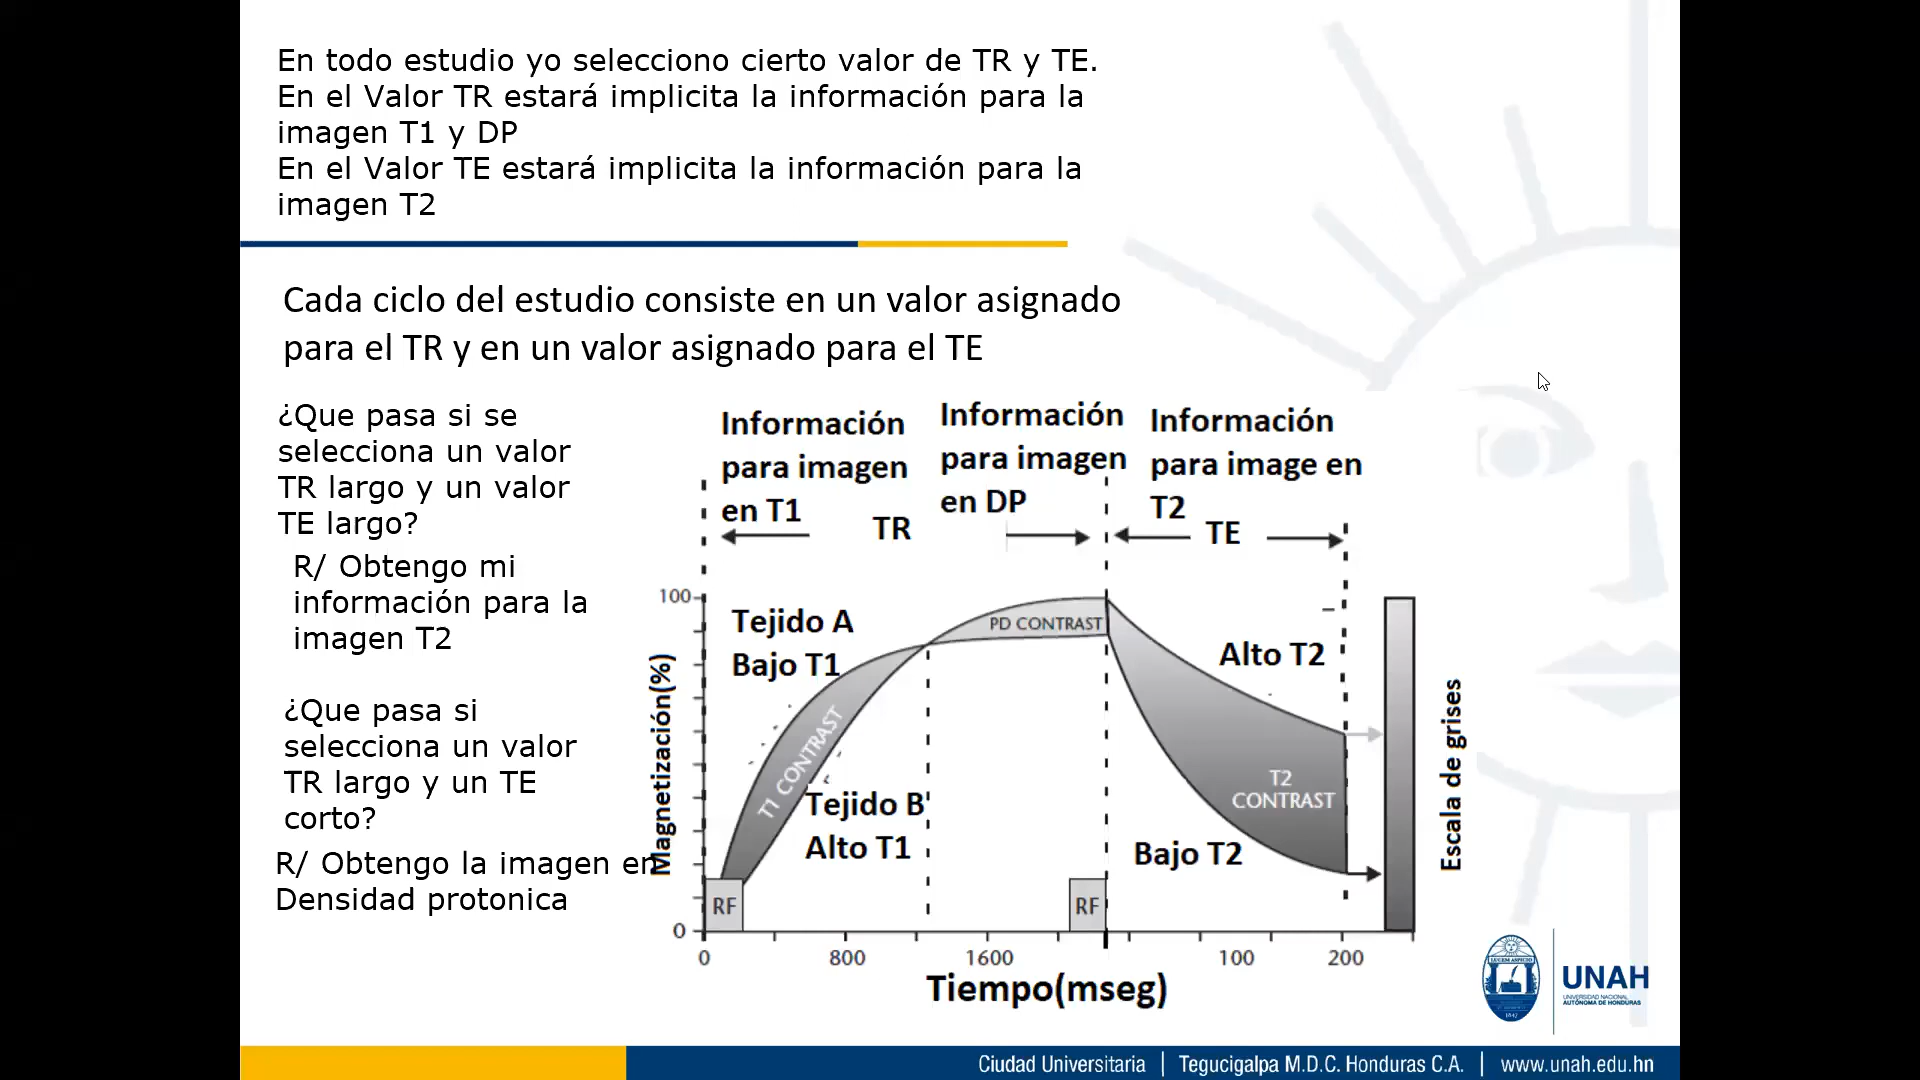 En todo estudio yo selecciono cierto valor de TR y TE.
En el Valor TR estará implicita la información para la
imagen T1 y DP
En el Valor TE estará implicita la información para la
imagen T2
Cada ciclo del estudio consiste en un valor asignado
para el TR y en un valor asignado para el TE
¿Que pasa si se
selecciona un valor
TR largo y un valor
TE largo?
R/ Obtengo mi
información para la
imagen T2
¿Que pasa si
selecciona un valor
TR largo y un TE
corto?
R/ Obtengo la imagen en
Densidad protonica
Información
para imagen
en T1
Información
para imagen
en DP
Información
para image en
T2
TR
TE
100
0
Magnetización(%)
Tejido A
Bajo T1
T1 CONTRAST
Tejido B
Alto T1
PD CONTRAST
Alto T2
T2
CONTRAST
Bajo T2
RF
RF
Escala de grises
0
800
1600
100
200
Tiempo(mseg)
LUCEM ASPICIO
1847
UNAH
UNIVERSIDAD NACIONAL
AUTÓNOMA DE HONDURAS
Ciudad Universitaria | Tegucigalpa M.D.C. Honduras C.A. | www.unah.edu.hn